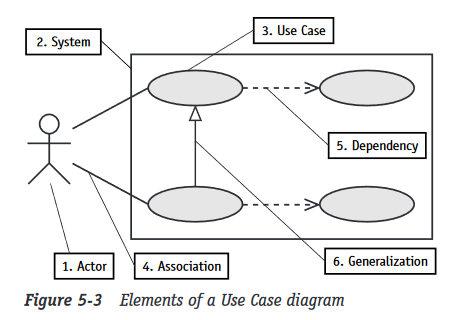 3. Use Case
2. System
5. Dependency
1. Actor
4. Association
6. Generalization
Figure 5-3 Elements of a Use Case diagram